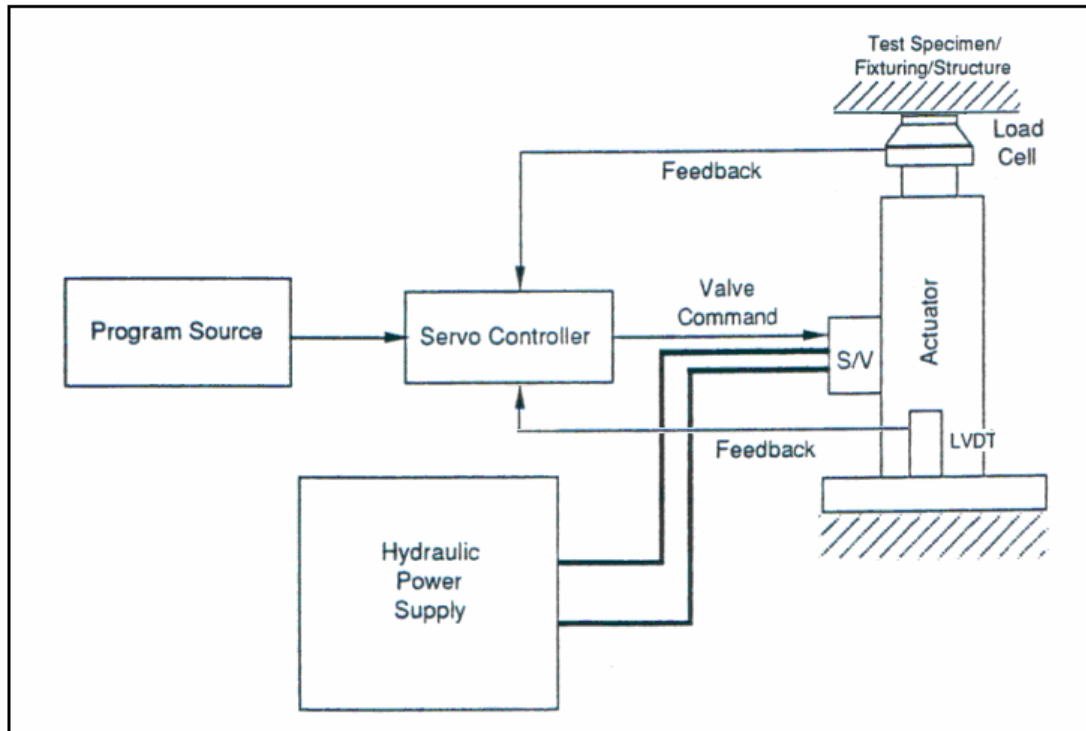 Test Specimen/
Fixturing/Structure
Load
Cell
Feedback
Program Source
Servo Controller
Valve
Command
S/V
Actuator
LVDT
Feedback
Hydraulic
Power
Supply